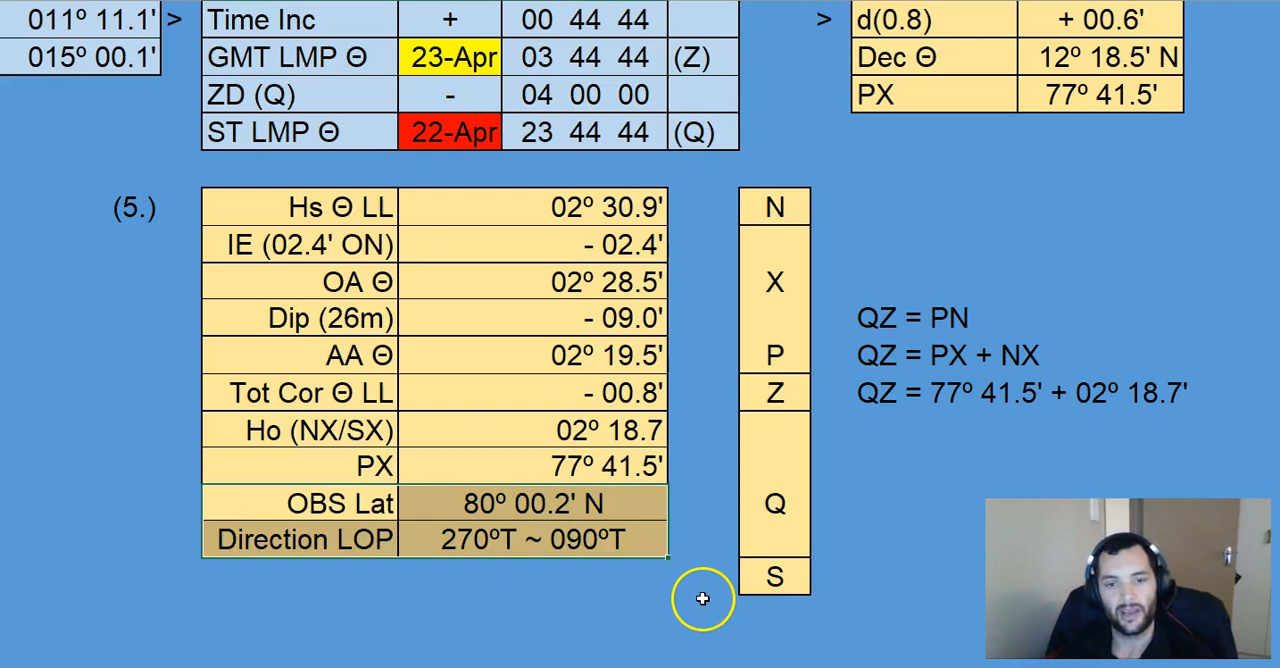 011º 11.1' > Time Inc + 00 44 44 > d(0.8) + 00.6'
015º 00.1' GMT LMP Θ 23-Apr 03 44 44 (Z) Dec Θ 12º 18.5' N
ZD (Q) - 04 00 00 PX 77º 41.5'
ST LMP Θ 22-Apr 23 44 44 (Q)
(5.) Hs Θ LL 02º 30.9' N
IE (02.4' ON) - 02.4'
OA Θ 02º 28.5' X
Dip (26m) - 09.0' QZ = PN
AA Θ 02º 19.5' P QZ = PX + NX
Tot Cor Θ LL - 00.8' Z QZ = 77º 41.5' + 02º 18.7'
Ho (NX/SX) 02º 18.7
PX 77º 41.5'
OBS Lat 80º 00.2' N Q
Direction LOP 270ºT ~ 090ºT
S